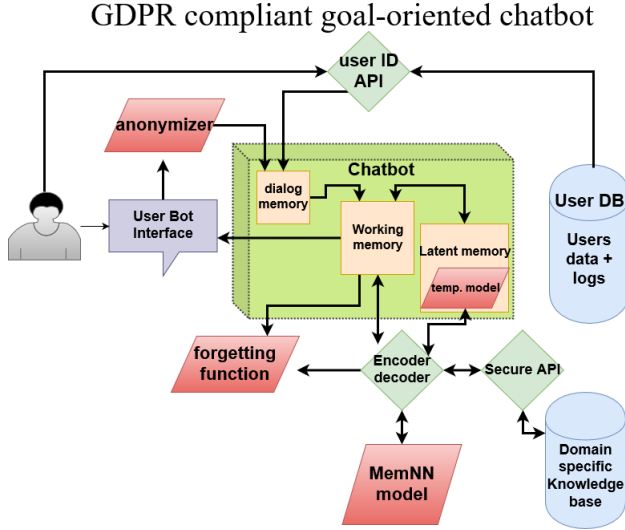 GDPR compliant goal-oriented chatbot
user ID
API
anonymizer
Chatbot
dialog
memory
User DB
Users
data +
logs
User Bot
Interface
Working
memory
Latent memory
temp. model
forgetting
function
Encoder
decoder
Secure API
MemNN
model
Domain
specific
Knowledge
base